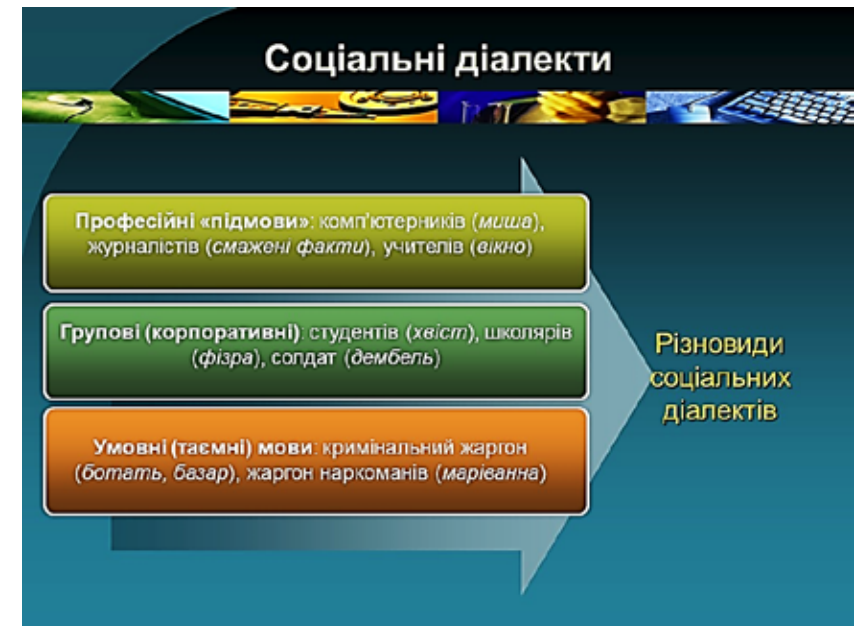 Соціальні діалекти
Професійні «підмови»: комп'ютерників (миша),
журналістів (смажені факти), учителів (вікно)
Групові (корпоративні): студентів (хвіст), школярів
(фізра), солдат (дембель)
Умовні (таємні) мови: кримінальний жаргон
(ботать, базар), жаргон наркоманів (маріванна)
Різновиди
соціальних
діалектів